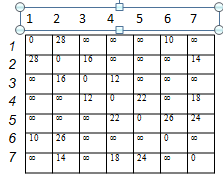 1 2 3 4 5 6 7
1 0 28 ∞ ∞ ∞ 10 ∞
2 28 0 16 ∞ ∞ ∞ 14
3 ∞ 16 0 12 ∞ ∞ ∞
4 ∞ ∞ 12 0 22 ∞ 18
5 ∞ ∞ ∞ 22 0 26 24
6 10 26 ∞ ∞ ∞ 0 ∞
7 ∞ 14 ∞ 18 24 ∞ 0